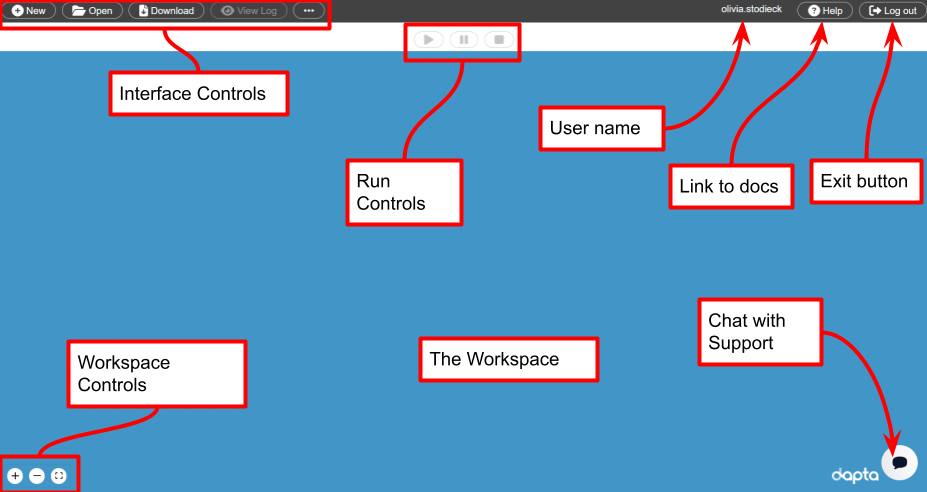 New
Open
Download
View Log
olivia.stodieck
Help
Log out
Interface Controls
User name
Run
Controls
Link to docs
Exit button
Chat with
Support
The Workspace
Workspace
Controls
dapta